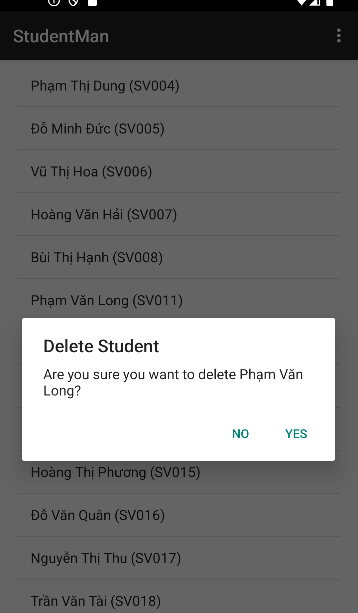 StudentMan
Phạm Thị Dung (SV004)
Đỗ Minh Đức (SV005)
Vũ Thị Hoa (SV006)
Hoàng Văn Hải (SV007)
Bùi Thị Hạnh (SV008)
Phạm Văn Long (SV011)
Delete Student
Are you sure you want to delete Phạm Văn
Long?
NO YES
Hoàng Thị Phương (SV015)
Đỗ Văn Quân (SV016)
Nguyễn Thị Thu (SV017)
Trần Văn Tài (SV018)